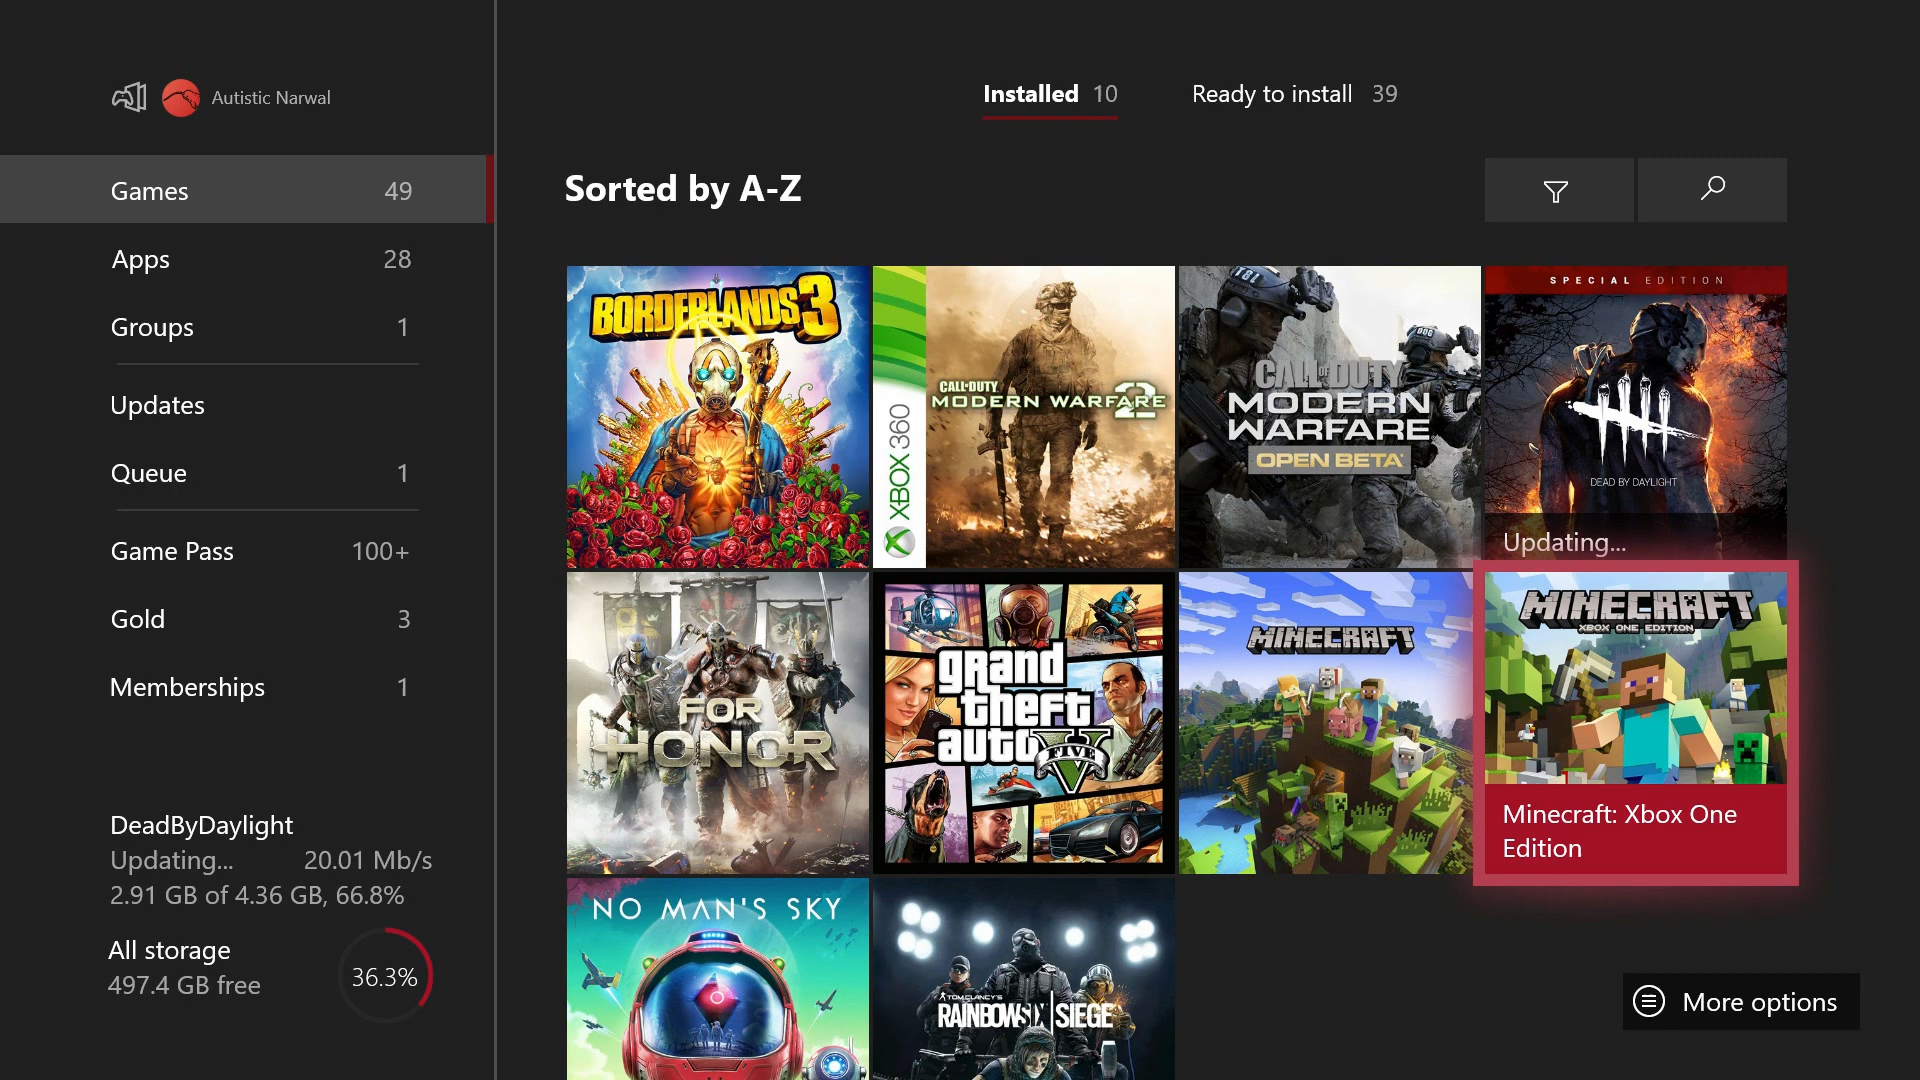 Autistic Narwal
Games 49
Apps 28
Groups 1
Updates
Queue 1
Game Pass 100+
Gold 3
Memberships 1
DeadByDaylight
Updating... 20.01 Mb/s
2.91 GB of 4.36 GB, 66.8%
All storage
497.4 GB free
36.3%
Installed 10 Ready to install 39
Sorted by A-Z
BORDERLANDS 3
XBOX 360
CALL OF DUTY
MODERN WARFARE 2
T8L
DOG
CALL OF DUTY
MODERN
WARFARE
OPEN BETA
SPECIAL EDITION
DEAD BY DAYLIGHT
Updating...
FOR
HONOR
grand
theft
auto
V
FIVE
MINECRAFT
MINECRAFT
XBOX ONE EDITION
Minecraft: Xbox One
Edition
NO MAN'S SKY
TOM CLANCY'S
RAINBOW SIX | SIEGE
More options